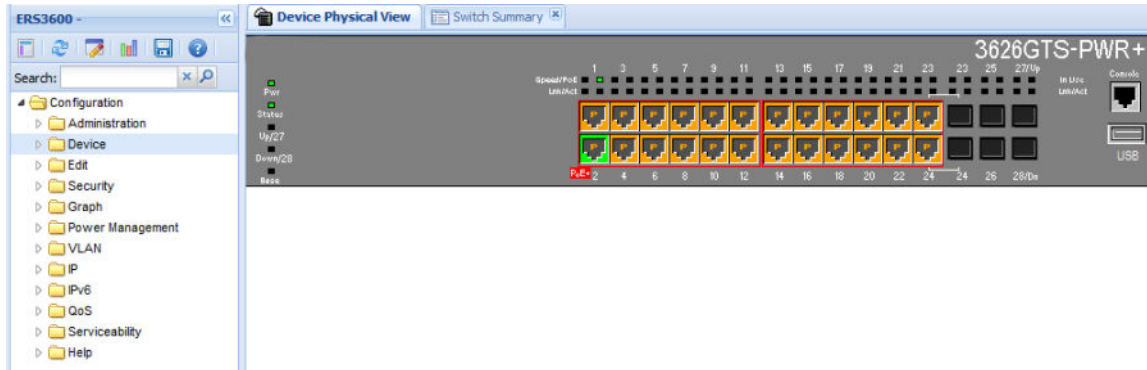 ERS3600 -
Device Physical View
Switch Summary
Search:
Configuration
Administration
Device
Edit
Security
Graph
Power Management
VLAN
IP
IPv6
QoS
Serviceability
Help
3626GTS-PWR+
1 3 5 7 9 11 13 15 17 19 21 23 23 25 27/Up
Speed/PoE
Link/Act
In Use
Link/Act
Console
Pwr
Status
Up/27
Down/28
Base
USB
P P P P P P P P P P P P
P P P P P P P P P P P P
PoE+ 2 4 6 8 10 12 14 16 18 20 22 24 24 26 28/Dn